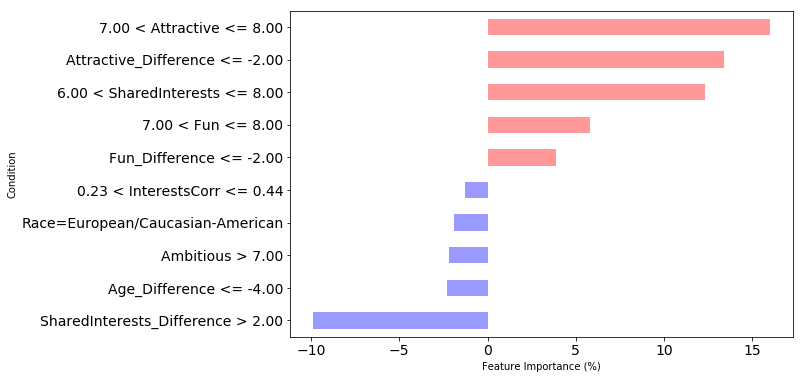 7.00 < Attractive <= 8.00
Attractive_Difference <= -2.00
6.00 < SharedInterests <= 8.00
7.00 < Fun <= 8.00
Fun_Difference <= -2.00
0.23 < InterestsCorr <= 0.44
Race=European/Caucasian-American
Ambitious > 7.00
Age_Difference <= -4.00
SharedInterests_Difference > 2.00
Condition
−10 −5 0 5 10 15
Feature Importance (%)